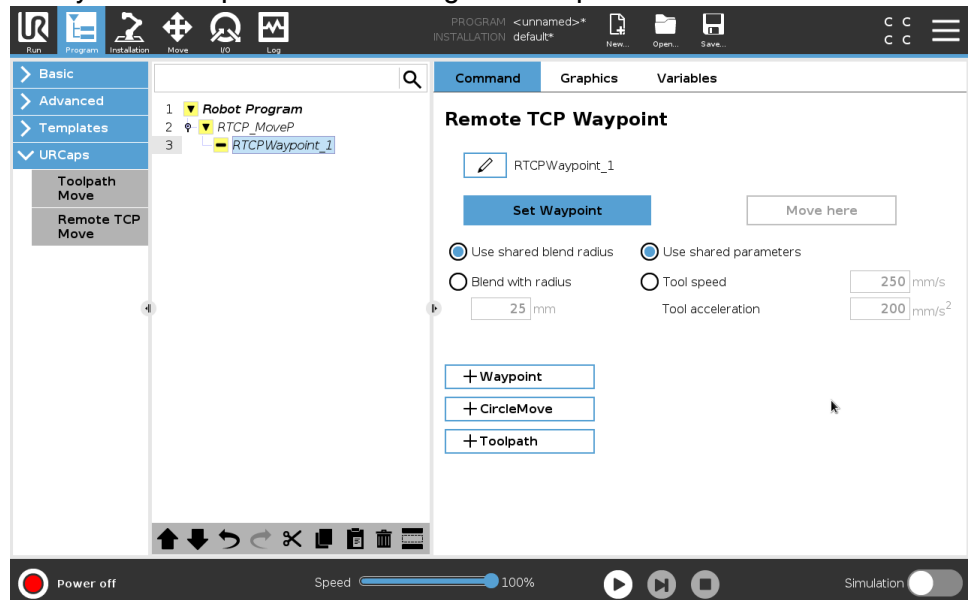 PROGRAM <unnamed>*
INSTALLATION default*
Run Program Installation Move I/O Log New... Open... Save...
C C
C C
Basic
Advanced
Templates
URCaps
Toolpath
Move
Remote TCP
Move
1 Robot Program
2 RTCP_MoveP
3 RTCPWaypoint_1
Command Graphics Variables
Remote TCP Waypoint
RTCPWaypoint_1
Set Waypoint Move here
Use shared blend radius Use shared parameters
Blend with radius Tool speed 250 mm/s
25 mm Tool acceleration 200 mm/s2
+Waypoint
+CircleMove
+Toolpath
Power off Speed 100% Simulation